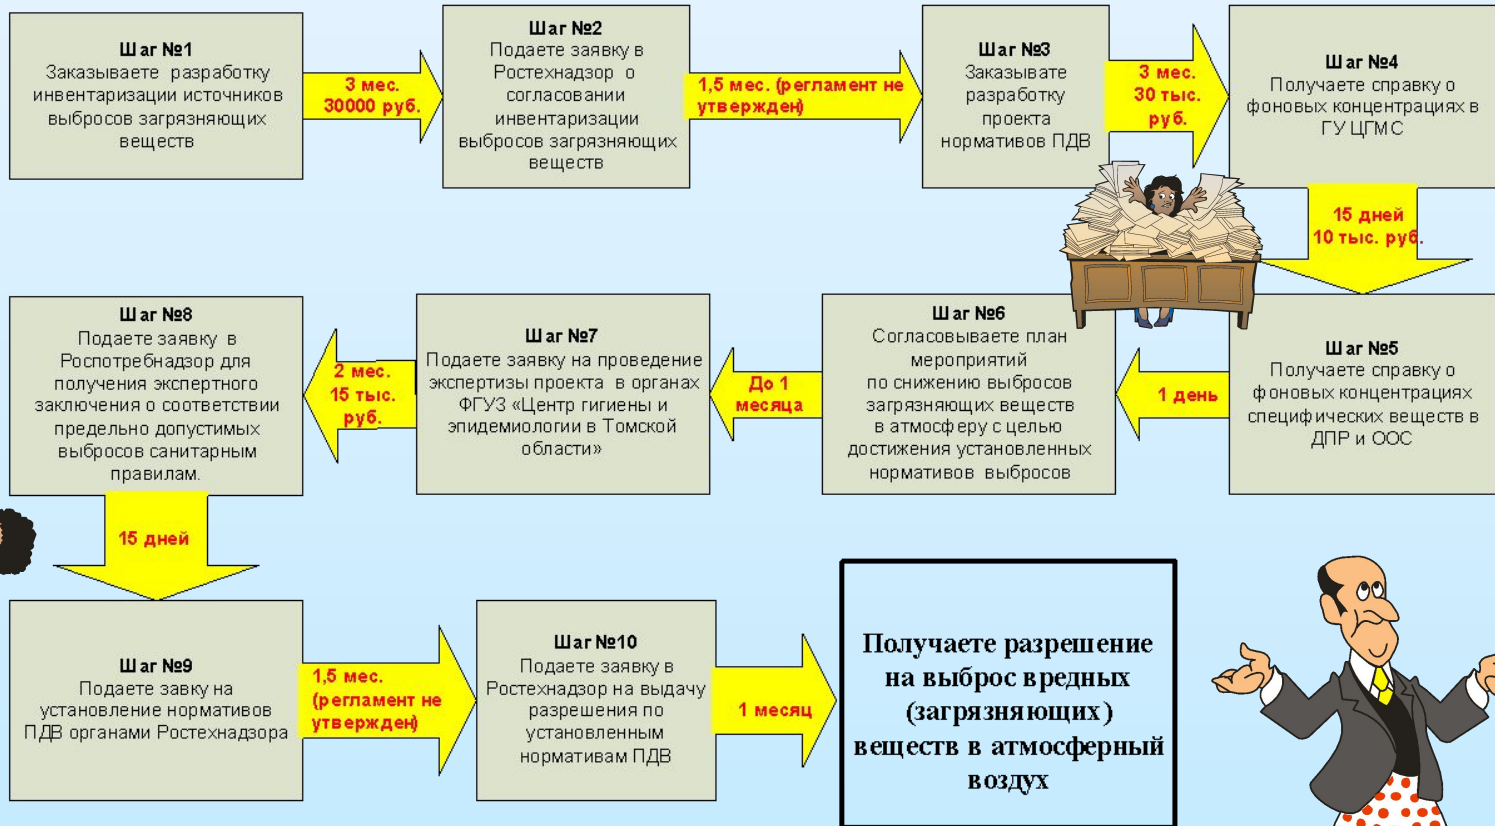 Шаг №1
Заказываете разработку
инвентаризации источников
выбросов загрязняющих
веществ
3 мес.
30000 руб.
Шаг №2
Подаете заявку в
Ростехнадзор о
согласовании
инвентаризации
выбросов загрязняющих
веществ
1,5 мес. (регламент не
утвержден)
Шаг №3
Заказывате
разработку
проекта
нормативов ПДВ
3 мес.
30 тыс.
руб.
Шаг №4
Получаете справку о
фоновых концентрациях в
ГУ ЦГМС
15 дней
10 тыс. руб.
Шаг №5
Получаете справку о
фоновых концентрациях
специфических веществ в
ДПР и ООС
1 день
Шаг №6
Согласовываете план
мероприятий
по снижению выбросов
загрязняющих веществ
в атмосферу с целью
достижения установленных
нормативов выбросов
До 1
месяца
Шаг №7
Подаете заявку на проведение
экспертизы проекта в органах
ФГУЗ «Центр гигиены и
эпидемиологии в Томской
области»
2 мес.
15 тыс.
руб.
Шаг №8
Подаете заявку в
Роспотребнадзор для
получения экспертного
заключения о соответствии
предельно допустимых
выбросов санитарным
правилам.
15 дней
Шаг №9
Подаете завку на
установление нормативов
ПДВ органами Ростехнадзора
1,5 мес.
(регламент не
утвержден)
Шаг №10
Подаете заявку в
Ростехнадзор на выдачу
разрешения по
установленным
нормативам ПДВ
1 месяц
Получаете разрешение
на выброс вредных
(загрязняющих)
веществ в атмосферный
воздух